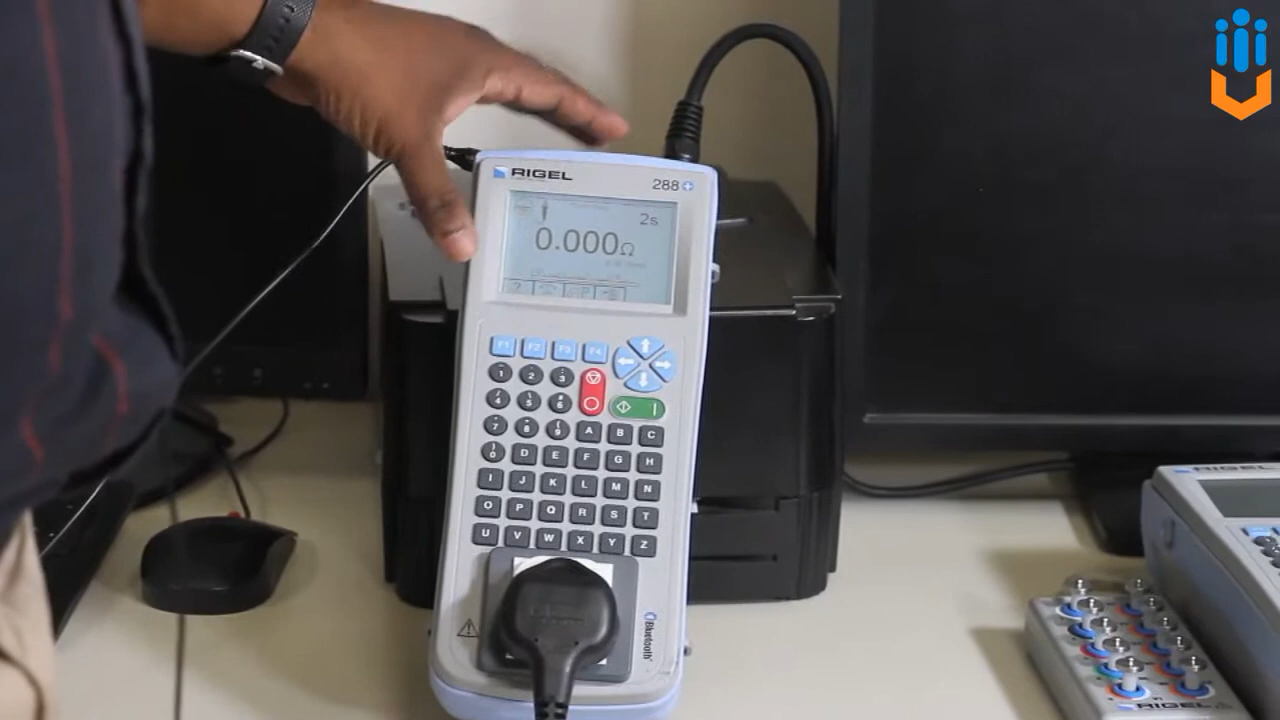 RIGEL
288+
2s
0.000Ω
?
F1 F2 F3 F4
1 2 3
4 5 6
7 8 9 A B C
0 D E F G H
I J K L M N
O P Q R S T
U V W X Y Z
Bluetooth
RIGEL
RIGEL